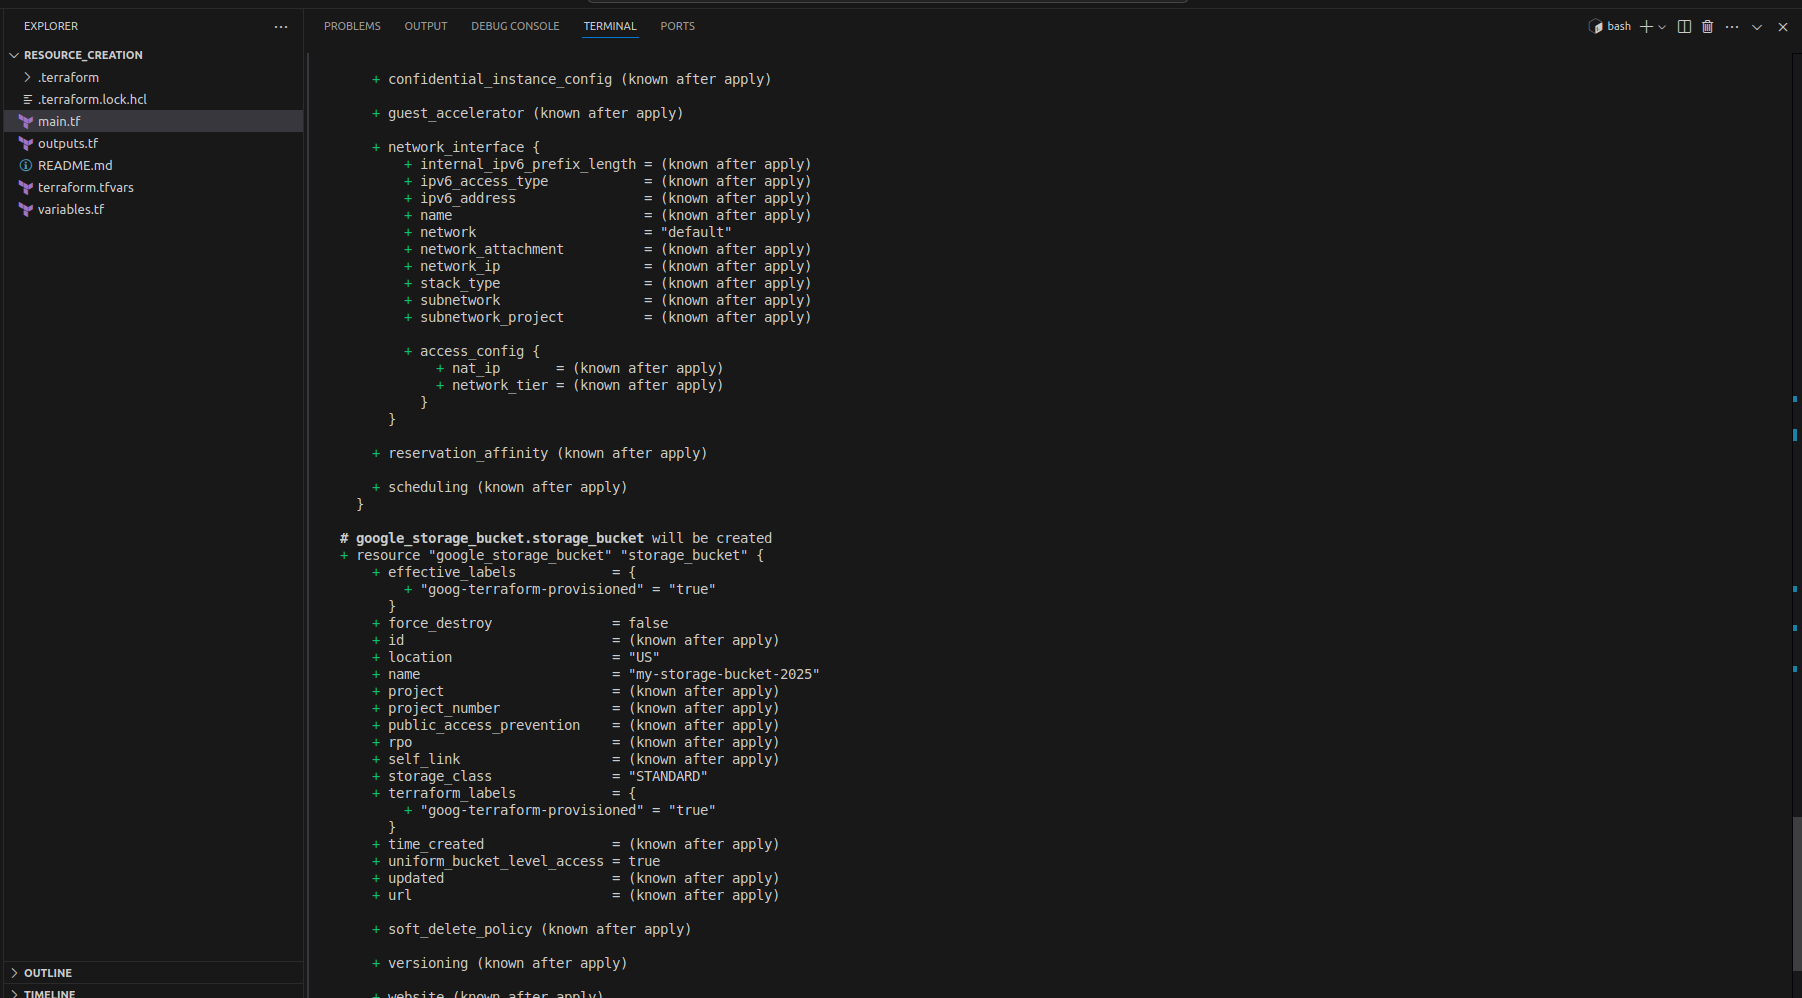 EXPLORER
RESOURCE_CREATION
.terraform
.terraform.lock.hcl
main.tf
outputs.tf
README.md
terraform.tfvars
variables.tf
OUTLINE
TIMELINE
PROBLEMS OUTPUT DEBUG CONSOLE TERMINAL PORTS
bash
+ confidential_instance_config (known after apply)
+ guest_accelerator (known after apply)
+ network_interface {
+ internal_ipv6_prefix_length = (known after apply)
+ ipv6_access_type = (known after apply)
+ ipv6_address = (known after apply)
+ name = (known after apply)
+ network = "default"
+ network_attachment = (known after apply)
+ network_ip = (known after apply)
+ stack_type = (known after apply)
+ subnetwork = (known after apply)
+ subnetwork_project = (known after apply)
+ access_config {
+ nat_ip = (known after apply)
+ network_tier = (known after apply)
}
}
+ reservation_affinity (known after apply)
+ scheduling (known after apply)
}
# google_storage_bucket.storage_bucket will be created
+ resource "google_storage_bucket" "storage_bucket" {
+ effective_labels = {
+ "goog-terraform-provisioned" = "true"
}
+ force_destroy = false
+ id = (known after apply)
+ location = "US"
+ name = "my-storage-bucket-2025"
+ project = (known after apply)
+ project_number = (known after apply)
+ public_access_prevention = (known after apply)
+ rpo = (known after apply)
+ self_link = (known after apply)
+ storage_class = "STANDARD"
+ terraform_labels = {
+ "goog-terraform-provisioned" = "true"
}
+ time_created = (known after apply)
+ uniform_bucket_level_access = true
+ updated = (known after apply)
+ url = (known after apply)
+ soft_delete_policy (known after apply)
+ versioning (known after apply)
+ website (known after apply)